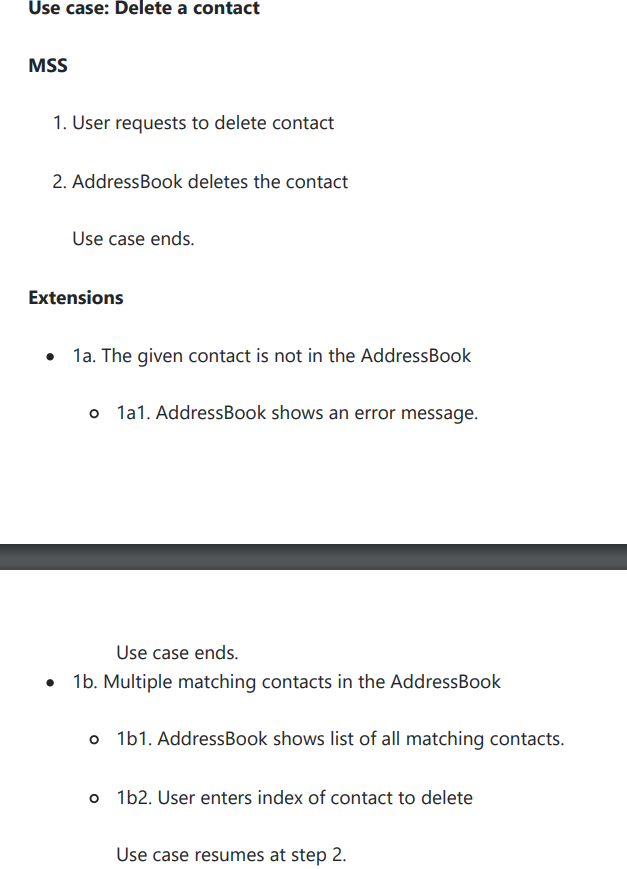 Use case: Delete a contact
MSS
1. User requests to delete contact
2. AddressBook deletes the contact
Use case ends.
Extensions
• 1a. The given contact is not in the AddressBook
○ 1a1. AddressBook shows an error message.
Use case ends.
• 1b. Multiple matching contacts in the AddressBook
○ 1b1. AddressBook shows list of all matching contacts.
○ 1b2. User enters index of contact to delete
Use case resumes at step 2.